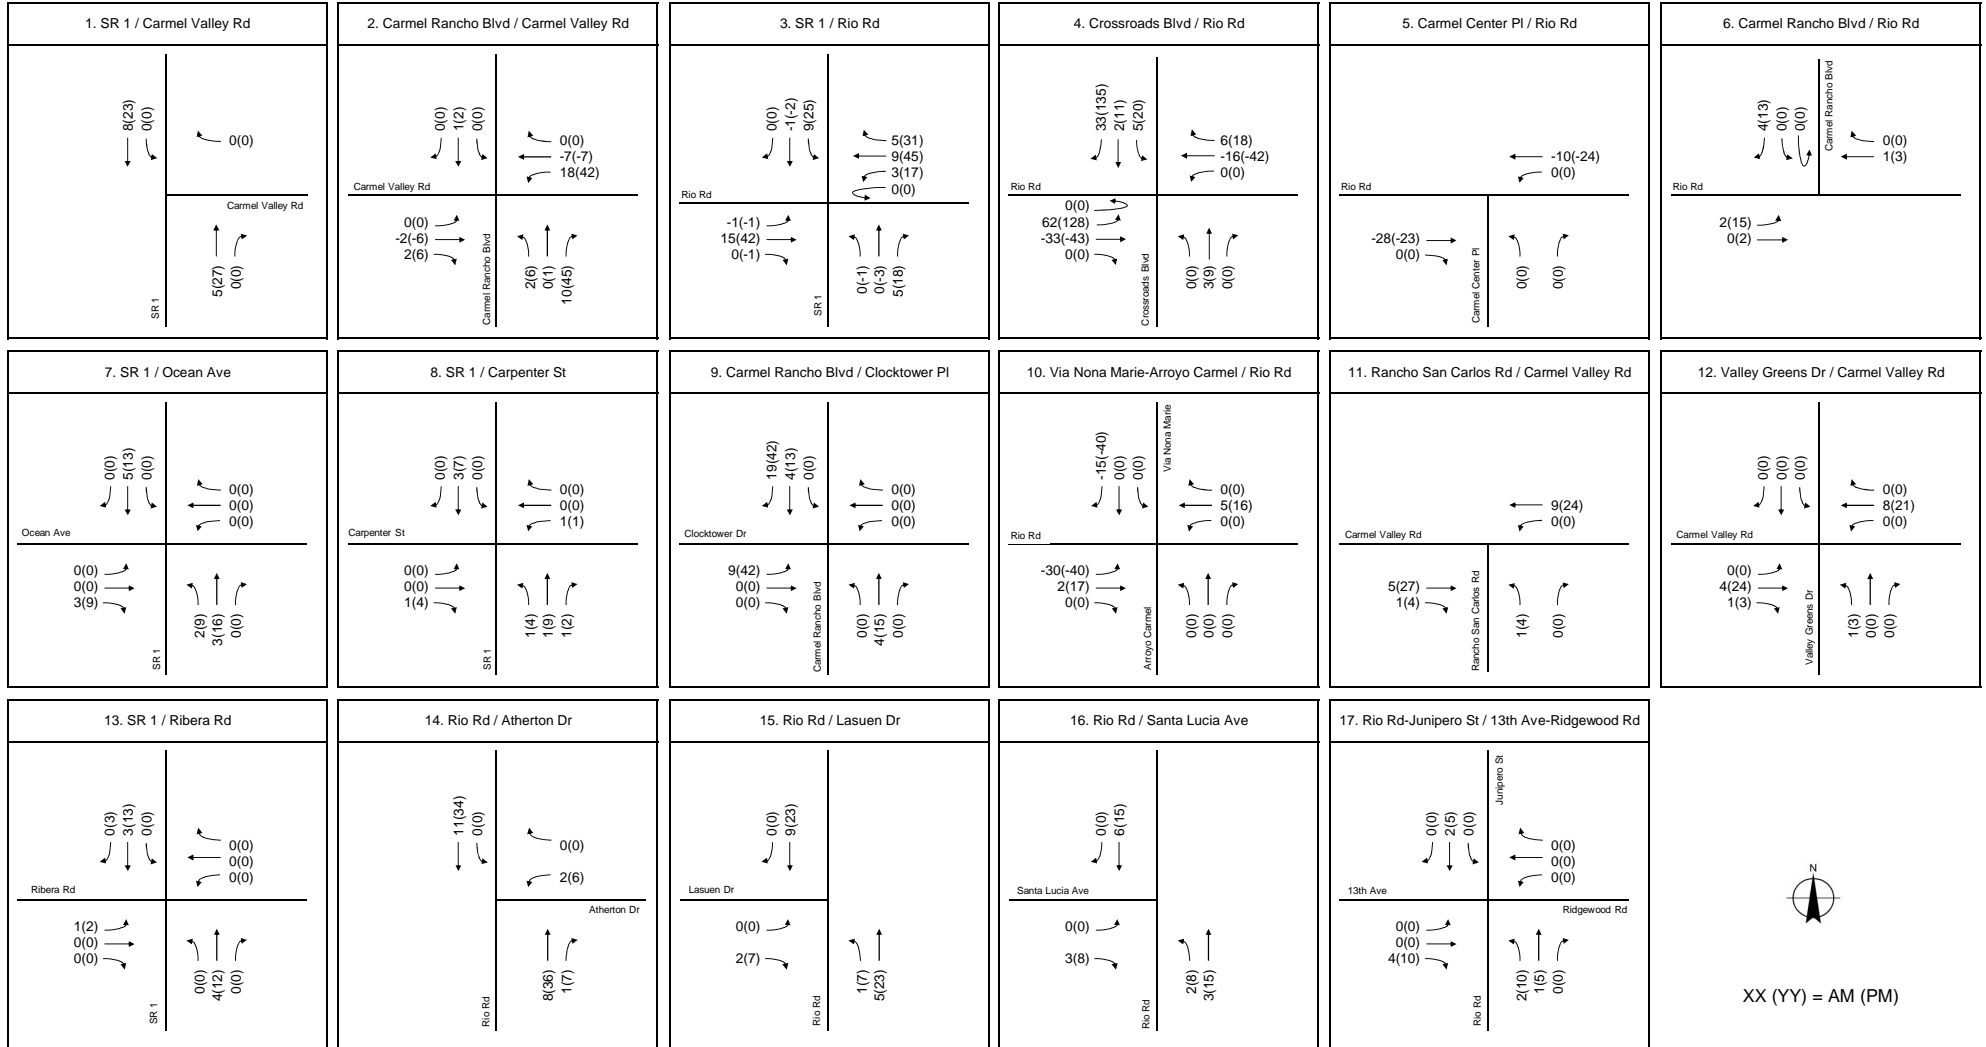 1. SR 1 / Carmel Valley Rd
8(23)
0(0)
0(0)
Carmel Valley Rd
5(27)
0(0)
SR 1
2. Carmel Rancho Blvd / Carmel Valley Rd
0(0)
1(2)
0(0)
0(0)
-7(-7)
18(42)
Carmel Valley Rd
0(0)
-2(-6)
2(6)
2(6)
0(1)
10(45)
Carmel Rancho Blvd
3. SR 1 / Rio Rd
0(0)
-1(-2)
9(25)
5(31)
9(45)
3(17)
0(0)
Rio Rd
-1(-1)
15(42)
0(-1)
0(-1)
0(-3)
5(18)
SR 1
4. Crossroads Blvd / Rio Rd
33(135)
2(11)
5(20)
6(18)
-16(-42)
0(0)
Rio Rd
0(0)
62(128)
-33(-43)
0(0)
0(0)
3(9)
0(0)
Crossroads Blvd
5. Carmel Center Pl / Rio Rd
-10(-24)
0(0)
Rio Rd
-28(-23)
0(0)
0(0)
0(0)
Carmel Center Pl
6. Carmel Rancho Blvd / Rio Rd
4(13)
0(0)
0(0)
Carmel Rancho Blvd
0(0)
1(3)
Rio Rd
2(15)
0(2)
7. SR 1 / Ocean Ave
0(0)
5(13)
0(0)
0(0)
0(0)
0(0)
Ocean Ave
0(0)
0(0)
3(9)
2(9)
3(16)
0(0)
SR 1
8. SR 1 / Carpenter St
0(0)
3(7)
0(0)
0(0)
0(0)
1(1)
Carpenter St
0(0)
0(0)
1(4)
1(4)
1(9)
1(2)
SR 1
9. Carmel Rancho Blvd / Clocktower Pl
19(42)
4(13)
0(0)
0(0)
0(0)
0(0)
Clocktower Dr
9(42)
0(0)
0(0)
0(0)
4(15)
0(0)
Carmel Rancho Blvd
10. Via Nona Marie-Arroyo Carmel / Rio Rd
-15(-40)
0(0)
0(0)
Via Nona Marie
0(0)
5(16)
0(0)
Rio Rd
-30(-40)
2(17)
0(0)
0(0)
0(0)
0(0)
Arroyo Carmel
11. Rancho San Carlos Rd / Carmel Valley Rd
9(24)
0(0)
Carmel Valley Rd
5(27)
1(4)
1(4)
0(0)
Rancho San Carlos Rd
12. Valley Greens Dr / Carmel Valley Rd
0(0)
0(0)
0(0)
0(0)
8(21)
0(0)
Carmel Valley Rd
0(0)
4(24)
1(3)
1(3)
0(0)
0(0)
Valley Greens Dr
13. SR 1 / Ribera Rd
0(3)
3(13)
0(0)
0(0)
0(0)
0(0)
Ribera Rd
1(2)
0(0)
0(0)
0(0)
4(12)
0(0)
SR 1
14. Rio Rd / Atherton Dr
11(34)
0(0)
0(0)
2(6)
Atherton Dr
8(36)
1(7)
Rio Rd
15. Rio Rd / Lasuen Dr
0(0)
9(23)
Lasuen Dr
0(0)
2(7)
1(7)
5(23)
Rio Rd
16. Rio Rd / Santa Lucia Ave
0(0)
6(15)
Santa Lucia Ave
0(0)
3(8)
2(8)
3(15)
Rio Rd
17. Rio Rd-Junipero St / 13th Ave-Ridgewood Rd
Junipero St
0(0)
2(5)
0(0)
0(0)
0(0)
0(0)
13th Ave
Ridgewood Rd
0(0)
0(0)
4(10)
2(10)
1(5)
0(0)
Rio Rd
N
XX (YY) = AM (PM)